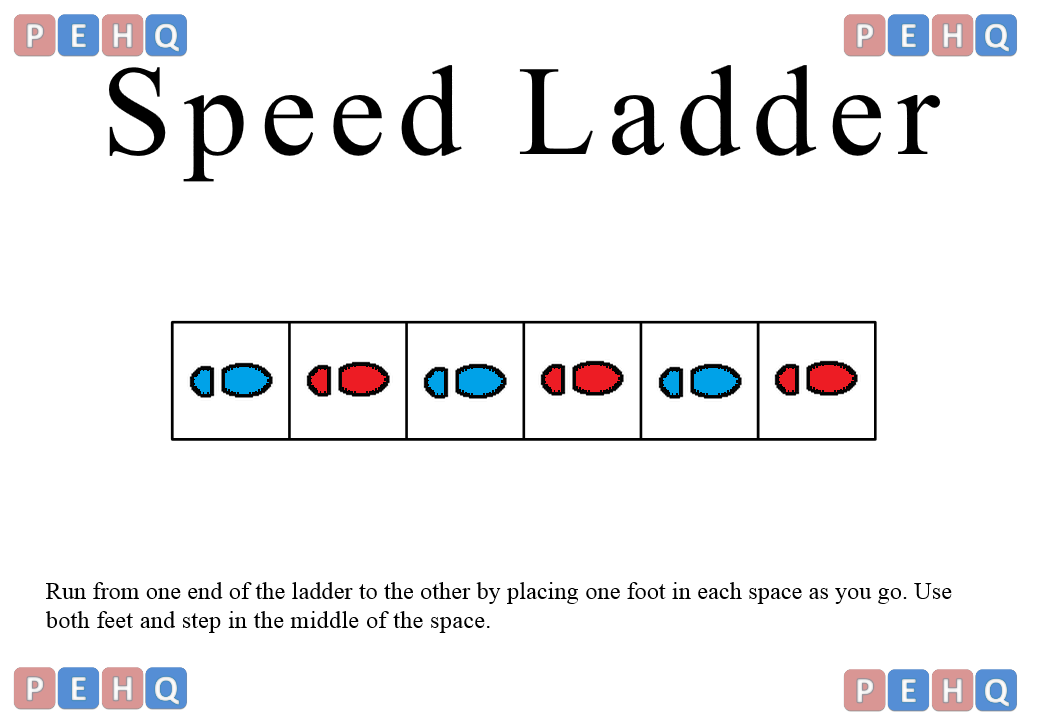 PEHQ PEHQ
Speed Ladder
Run from one end of the ladder to the other by placing one foot in each space as you go. Use
both feet and step in the middle of the space.
PEHQ PEHQ